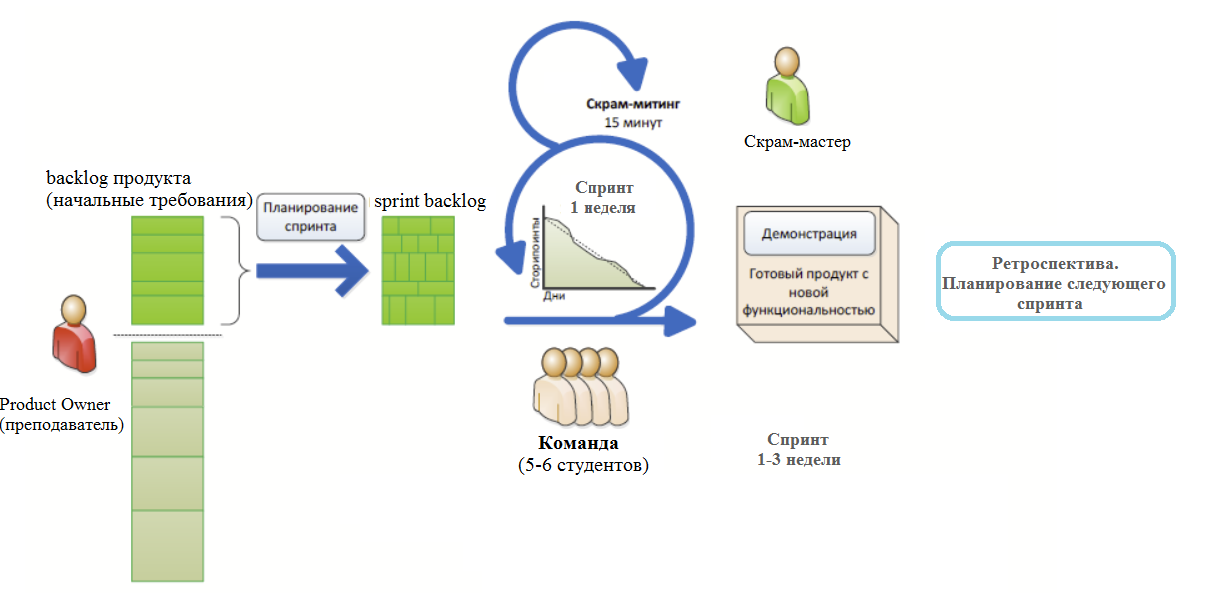 backlog продукта
(начальные требования)
Планирование
спринта
sprint backlog
Скрам-митинг
15 минут
Скрам-мастер
Спринт
1 неделя
Сторипоинты
Дни
Демонстрация
Готовый продукт с
новой
функциональностью
Ретроспектива.
Планирование следующего
спринта
Product Owner
(преподаватель)
Команда
(5-6 студентов)
Спринт
1-3 недели